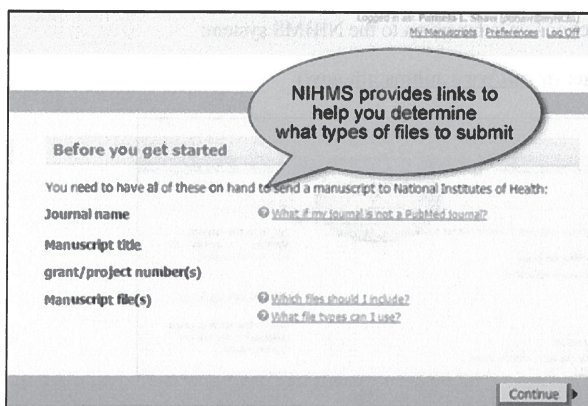 Logged in as: Pamela L. Shaw
My Manuscripts | Preferences | Log Off
NIHMS provides links to
help you determine
what types of files to submit
Before you get started
You need to have all of these on hand to send a manuscript to National Institutes of Health:
Journal name
What if my journal is not a PubMed journal?
Manuscript title
grant/project number(s)
Manuscript file(s)
Which files should I include?
What file types can I use?
Continue